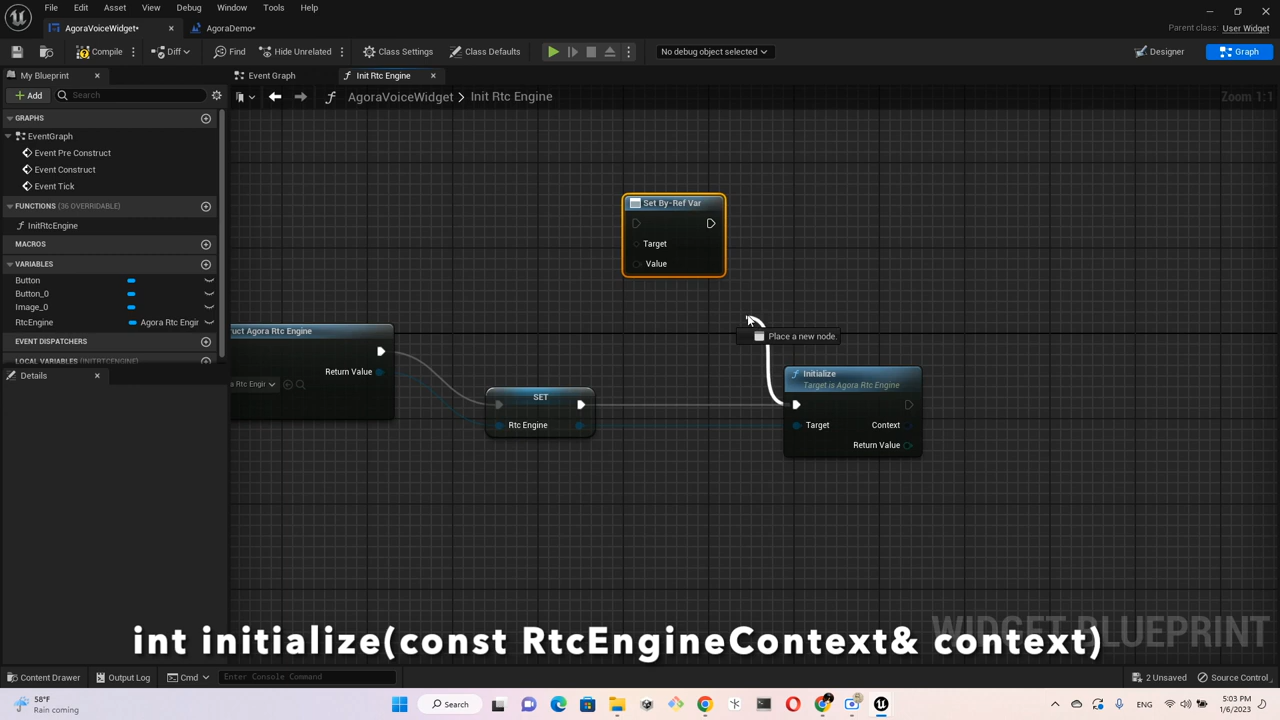 File Edit Asset View Debug Window Tools Help
AgoraVoiceWidget* AgoraDemo*
Parent class: User Widget
Compile Diff Find Hide Unrelated Class Settings Class Defaults No debug object selected Designer Graph
My Blueprint Event Graph Init Rtc Engine
Add Search AgoraVoiceWidget > Init Rtc Engine Zoom 1:1
GRAPHS
EventGraph
Event Pre Construct
Event Construct
Event Tick
FUNCTIONS (36 OVERRIDABLE)
InitRtcEngine
MACROS
VARIABLES
Button
Button_0
Image_0
RtcEngine Agora Rtc Engir
EVENT DISPATCHERS
LOCAL VARIABLES (INITRTCENGINE)
Details
Set By-Ref Var
Target
Value
Place a new node.
uct Agora Rtc Engine
Return Value
a Rtc Engir
SET
Rtc Engine
Initialize
Target is Agora Rtc Engine
Target Context
Return Value
WIDGET BLUEPRINT
int initialize(const RtcEngineContext& context)
Content Drawer Output Log Cmd Enter Console Command 2 Unsaved Source Control
58°F
Rain coming
Search
5:03 PM
1/6/2023